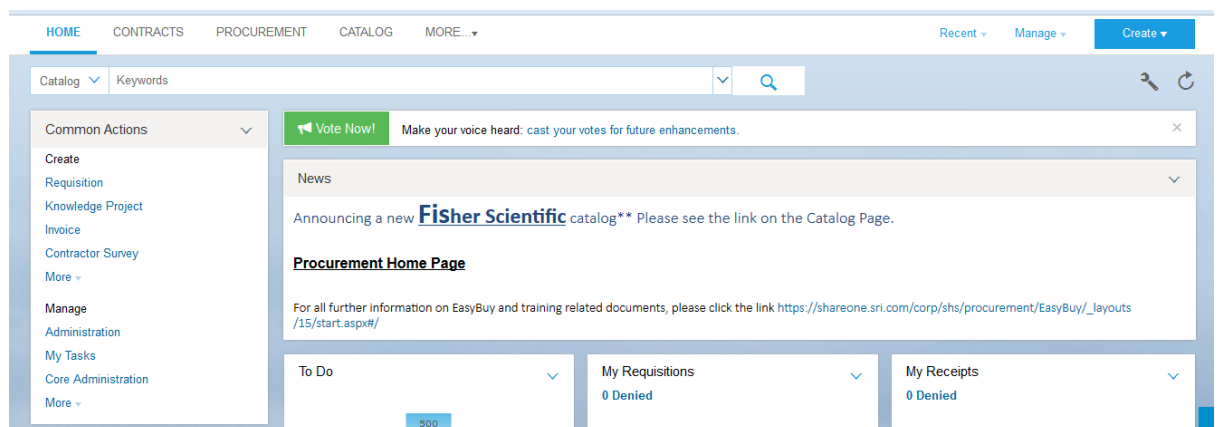 HOME CONTRACTS PROCUREMENT CATALOG MORE...
Recent Manage Create
Catalog Keywords
Common Actions
Create
Requisition
Knowledge Project
Invoice
Contractor Survey
More
Manage
Administration
My Tasks
Core Administration
More
Vote Now! Make your voice heard: cast your votes for future enhancements.
News
Announcing a new Fisher Scientific catalog** Please see the link on the Catalog Page.
Procurement Home Page
For all further information on EasyBuy and training related documents, please click the link https://shareone.sri.com/corp/shs/procurement/EasyBuy/_layouts
/15/start.aspx#/
To Do
500
My Requisitions
0 Denied
My Receipts
0 Denied